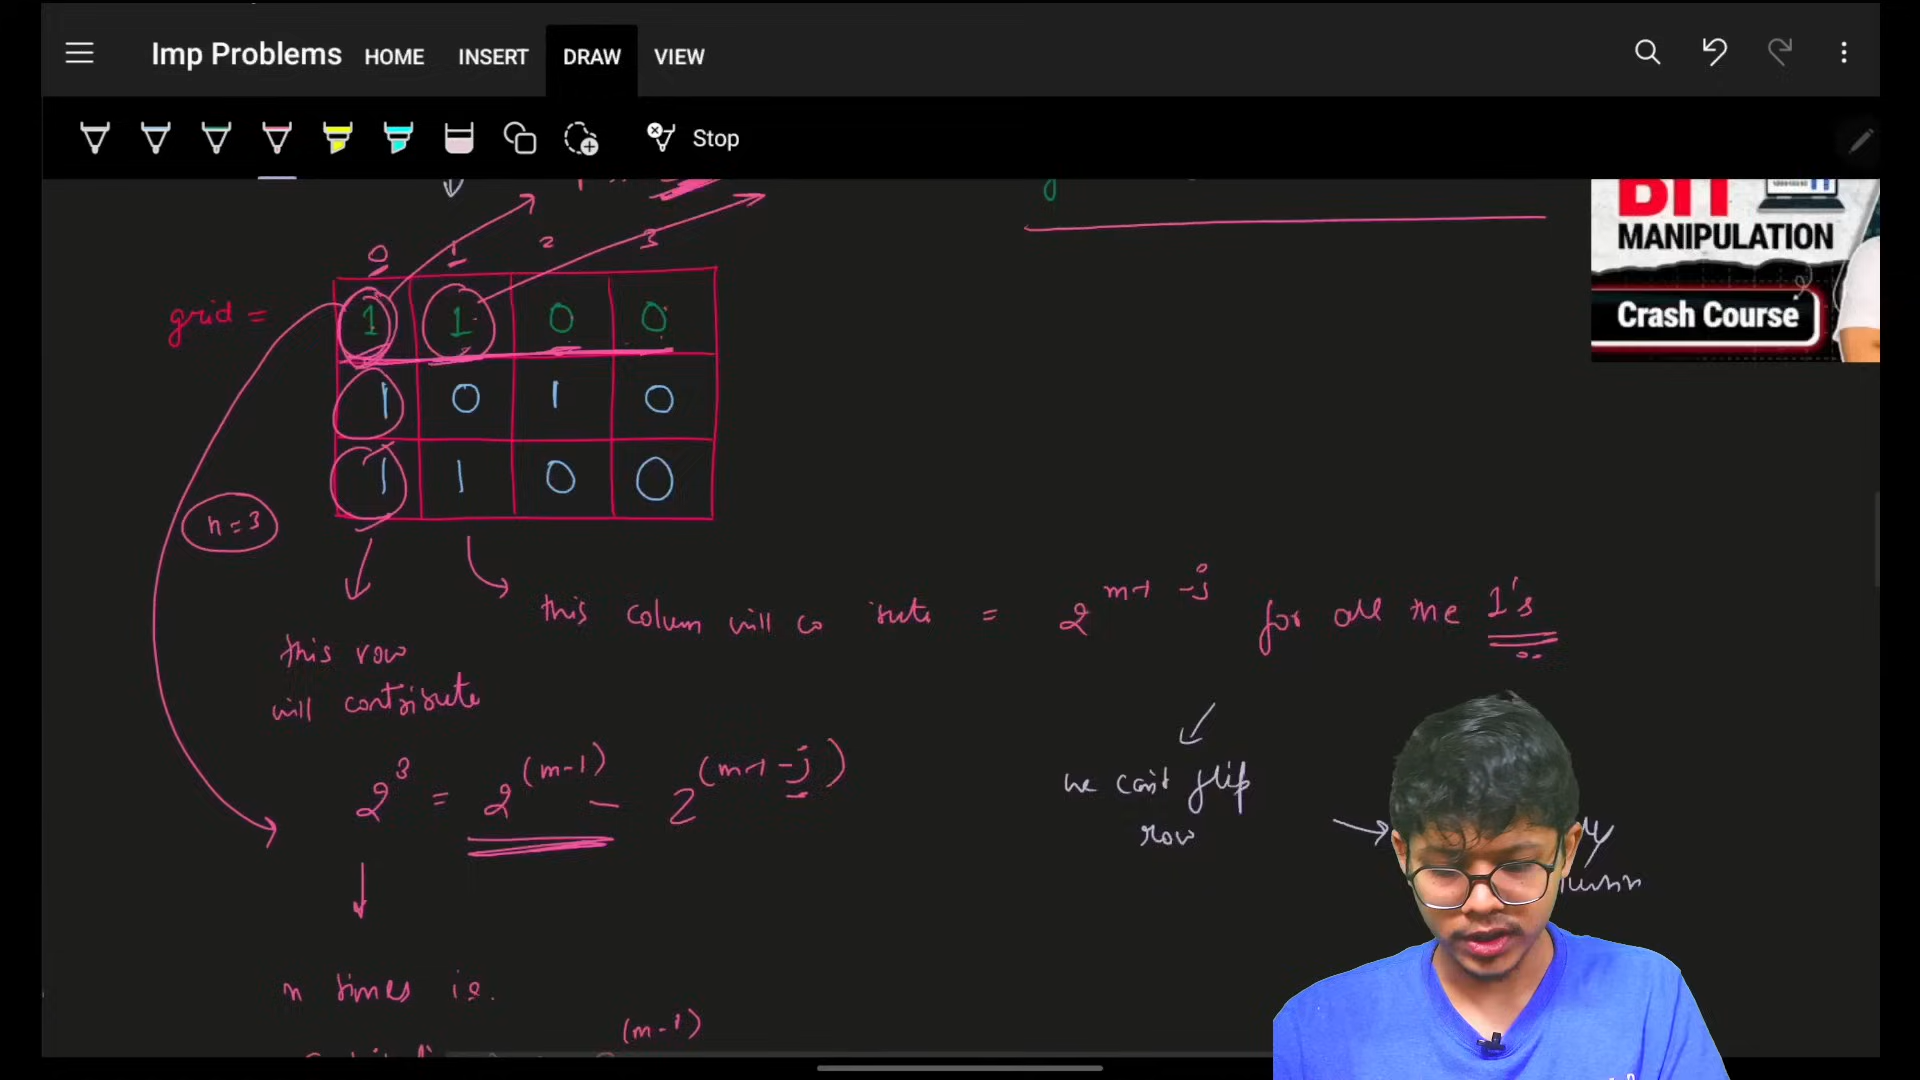 Imp Problems HOME INSERT DRAW VIEW
Stop
BIT
MANIPULATION
Crash Course
0 1 2 3
grid =
1 1 0 0
1 0 1 0
1 1 0 0
n = 3
this column will co bute = 2^(m-1-j) for all the 1's
this row
will contribute
2^3 = 2^(m-1) - 2^(m-1-j)
we can't flip
row
n times i.e.
(m-1)